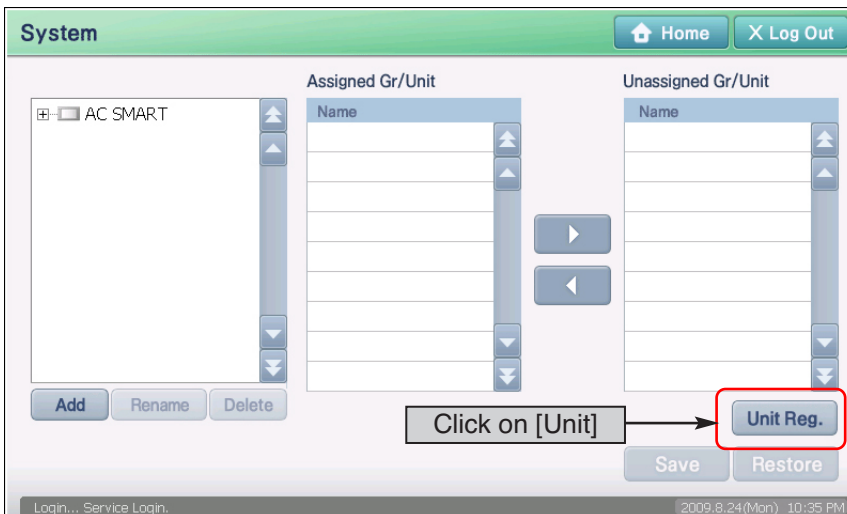 System
Home
X Log Out
Assigned Gr/Unit
Unassigned Gr/Unit
AC SMART
Name
Name
Add
Rename
Delete
Click on [Unit]
Unit Reg.
Save
Restore
Login... Service Login.
2009.8.24(Mon) 10:35 PM